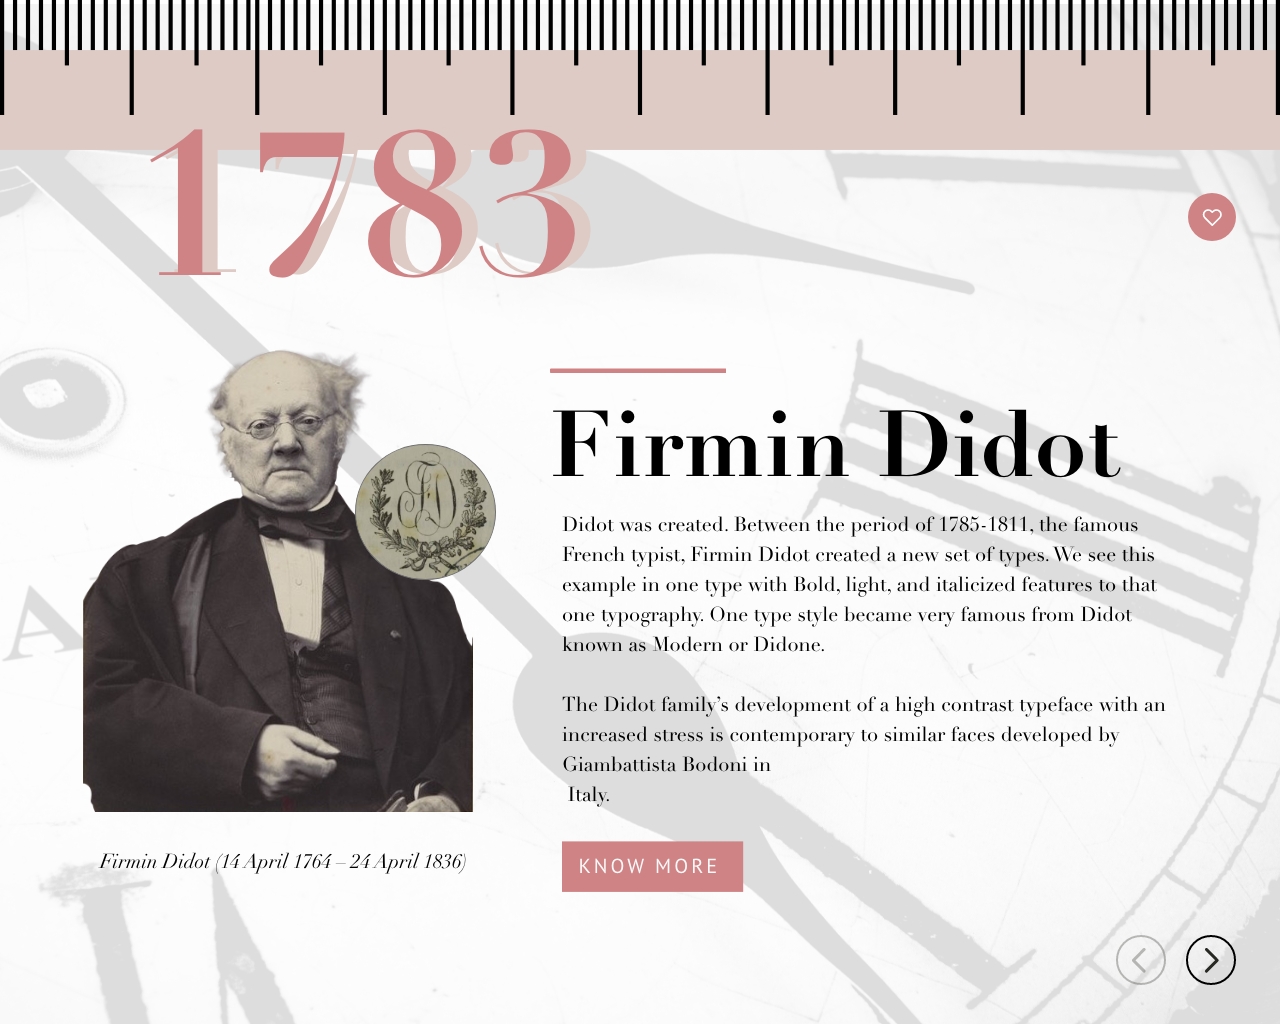 1783
Firmin Didot
Didot was created. Between the period of 1785-1811, the famous
French typist, Firmin Didot created a new set of types. We see this
example in one type with Bold, light, and italicized features to that
one typography. One type style became very famous from Didot
known as Modern or Didone.
The Didot family’s development of a high contrast typeface with an
increased stress is contemporary to similar faces developed by
Giambattista Bodoni in
Italy.
KNOW MORE
Firmin Didot (14 April 1764 – 24 April 1836)